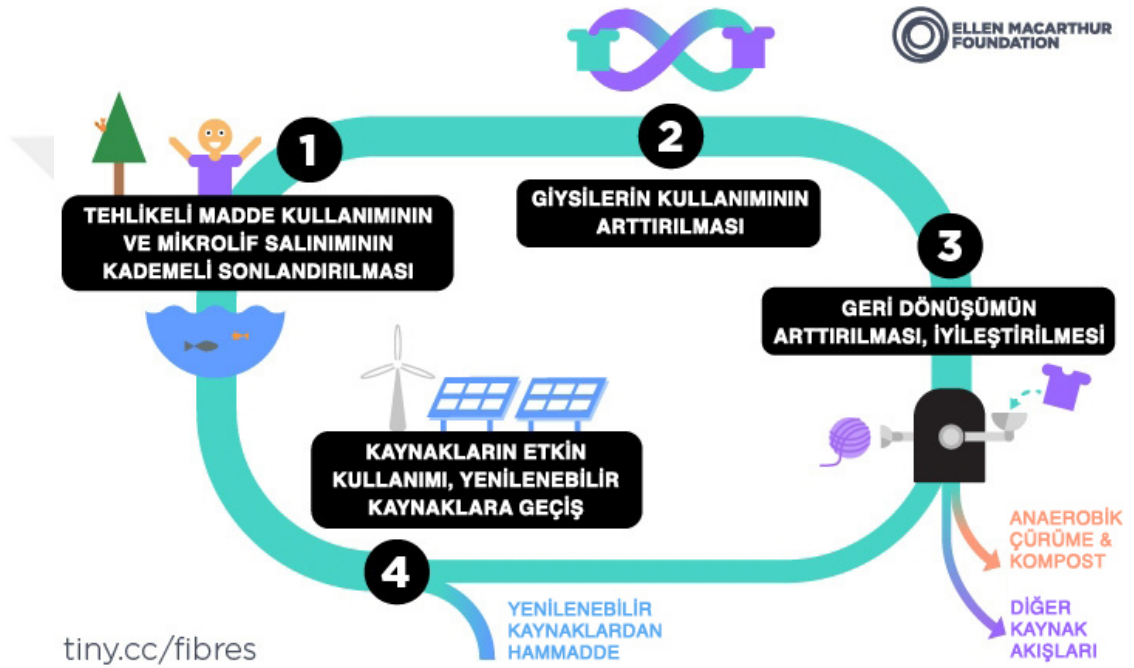 ELLEN MACARTHUR
FOUNDATION
1
TEHLİKELİ MADDE KULLANIMININ
VE MİKROLİF SALINIMININ
KADEMELİ SONLANDIRILMASI
2
GİYSİLERİN KULLANIMININ
ARTTIRILMASI
3
GERİ DÖNÜŞÜMÜN
ARTTIRILMASI, İYİLEŞTİRİLMESİ
KAYNAKLARIN ETKİN
KULLANIMI, YENİLENEBİLİR
KAYNAKLARA GEÇİŞ
4
YENİLENEBİLİR
KAYNAKLARDAN
HAMMADDE
ANAEROBİK
ÇÜRÜME &
KOMPOST
DİĞER
KAYNAK
AKIŞLARI
tiny.cc/fibres